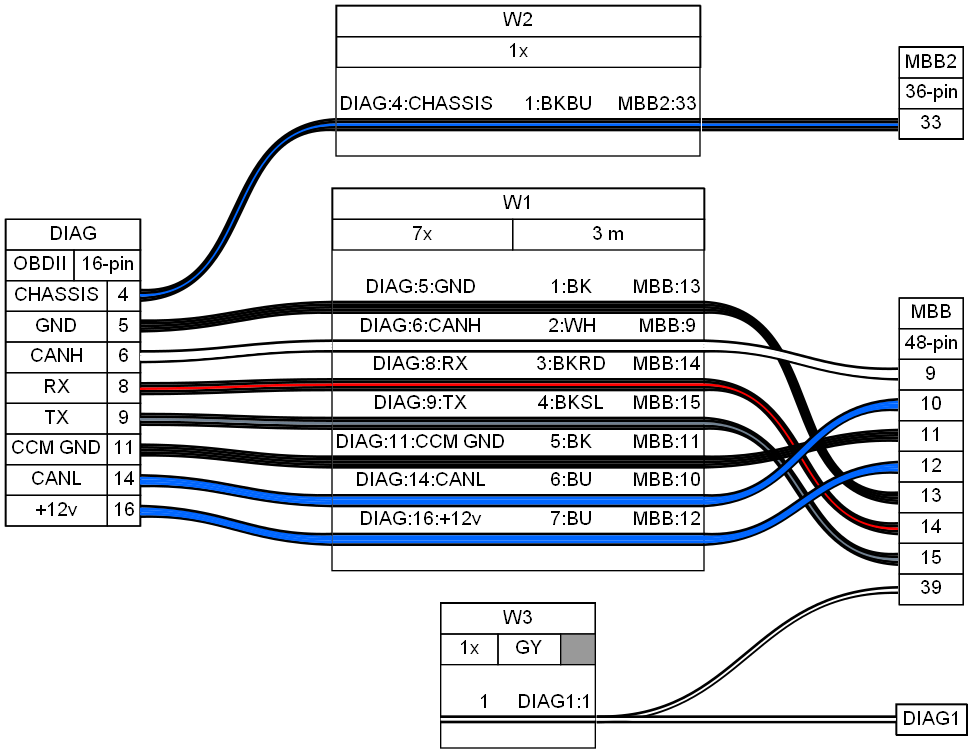 W2
1x
DIAG:4:CHASSIS 1:BKBU MBB2:33
MBB2
36-pin
33
DIAG
OBDII 16-pin
CHASSIS 4
GND 5
CANH 6
RX 8
TX 9
CCM GND 11
CANL 14
+12v 16
W1
7x 3 m
DIAG:5:GND 1:BK MBB:13
DIAG:6:CANH 2:WH MBB:9
DIAG:8:RX 3:BKRD MBB:14
DIAG:9:TX 4:BKSL MBB:15
DIAG:11:CCM GND 5:BK MBB:11
DIAG:14:CANL 6:BU MBB:10
DIAG:16:+12v 7:BU MBB:12
MBB
48-pin
9
10
11
12
13
14
15
39
W3
1x GY
1 DIAG1:1
DIAG1